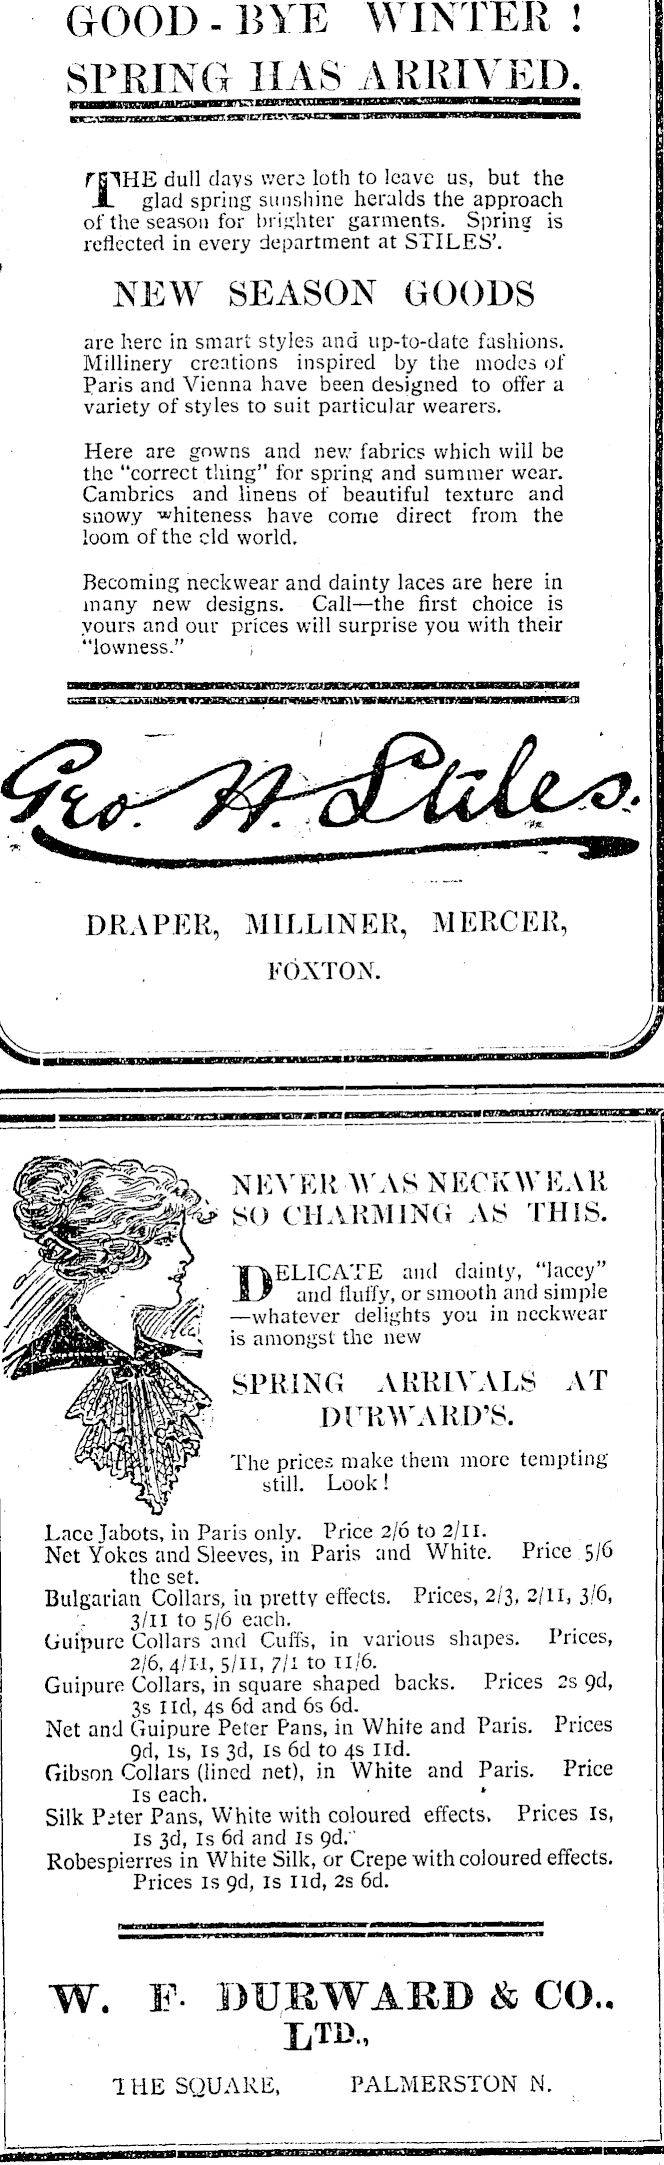 GOOD-BYE WINTER!
SPRING HAS ARRIVED.
THE dull days were loth to leave us, but the
glad spring sunshine heralds the approach
of the season for brighter garments. Spring is
reflected in every department at STILES'.
NEW SEASON GOODS
are here in smart styles and up-to-date fashions.
Millinery creations inspired by the modes of
Paris and Vienna have been designed to offer a
variety of styles to suit particular wearers.
Here are gowns and new fabrics which will be
the "correct thing" for spring and summer wear.
Cambrics and linens of beautiful texture and
snowy whiteness have come direct from the
loom of the old world.
Becoming neckwear and dainty laces are here in
many new designs. Call—the first choice is
yours and our prices will surprise you with their
"lowness."
Geo. H. Stiles.
DRAPER, MILLINER, MERCER,
FOXTON.
NEVER WAS NECKWEAR
SO CHARMING AS THIS.
DELICATE and dainty, "lacey"
and fluffy, or smooth and simple
—whatever delights you in neckwear
is amongst the new
SPRING ARRIVALS AT
DURWARD'S.
The prices make them more tempting
still. Look!
Lace Jabots, in Paris only. Price 2/6 to 2/11.
Net Yokes and Sleeves, in Paris and White. Price 5/6
the set.
Bulgarian Collars, in pretty effects. Prices, 2/3, 2/11, 3/6,
3/11 to 5/6 each.
Guipure Collars and Cuffs, in various shapes. Prices,
2/6, 4/11, 5/11, 7/1 to 11/6.
Guipure Collars, in square shaped backs. Prices 2s 9d,
3s 11d, 4s 6d and 6s 6d.
Net and Guipure Peter Pans, in White and Paris. Prices
9d, 1s, 1s 3d, 1s 6d to 4s 11d.
Gibson Collars (lined net), in White and Paris. Price
1s each.
Silk Peter Pans, White with coloured effects. Prices 1s,
1s 3d, 1s 6d and 1s 9d.
Robespierres in White Silk, or Crepe with coloured effects.
Prices 1s 9d, 1s 11d, 2s 6d.
W. F. DURWARD & CO.,
LTD.,
THE SQUARE, PALMERSTON N.